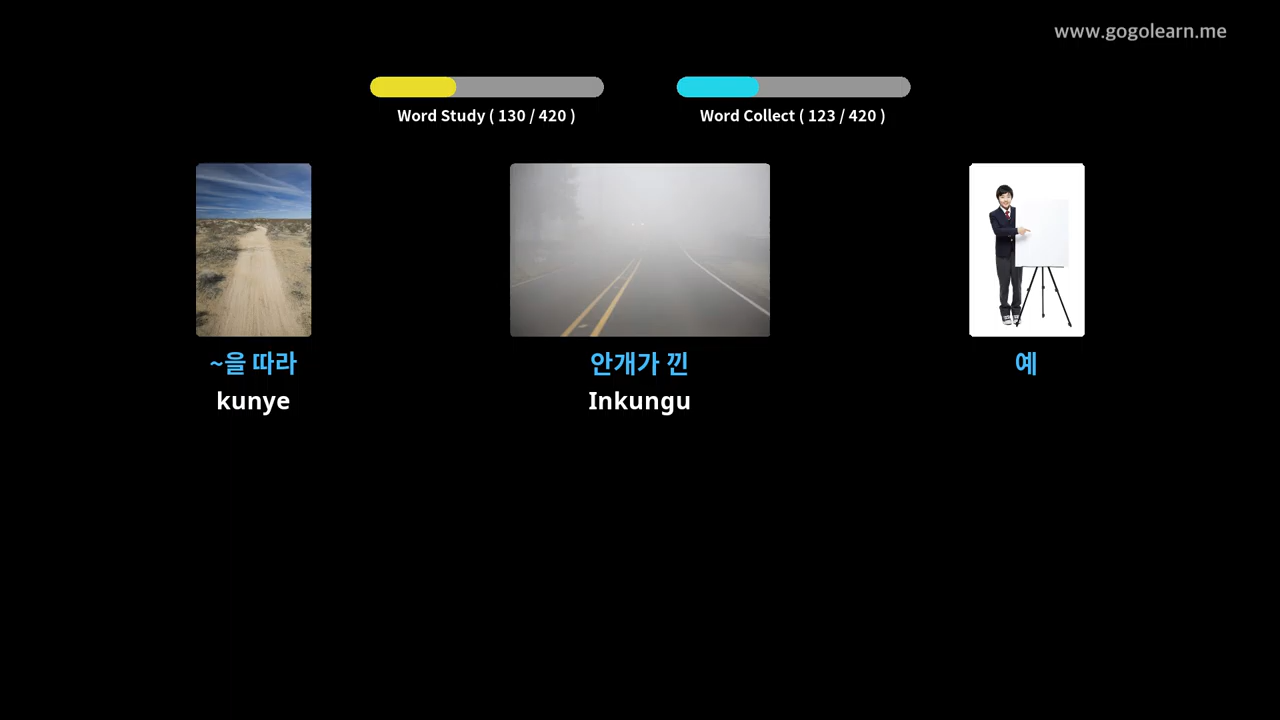 www.gogolearn.me
Word Study ( 130 / 420 )
Word Collect ( 123 / 420 )
~을 따라
kunye
안개가 낀
Inkungu
예